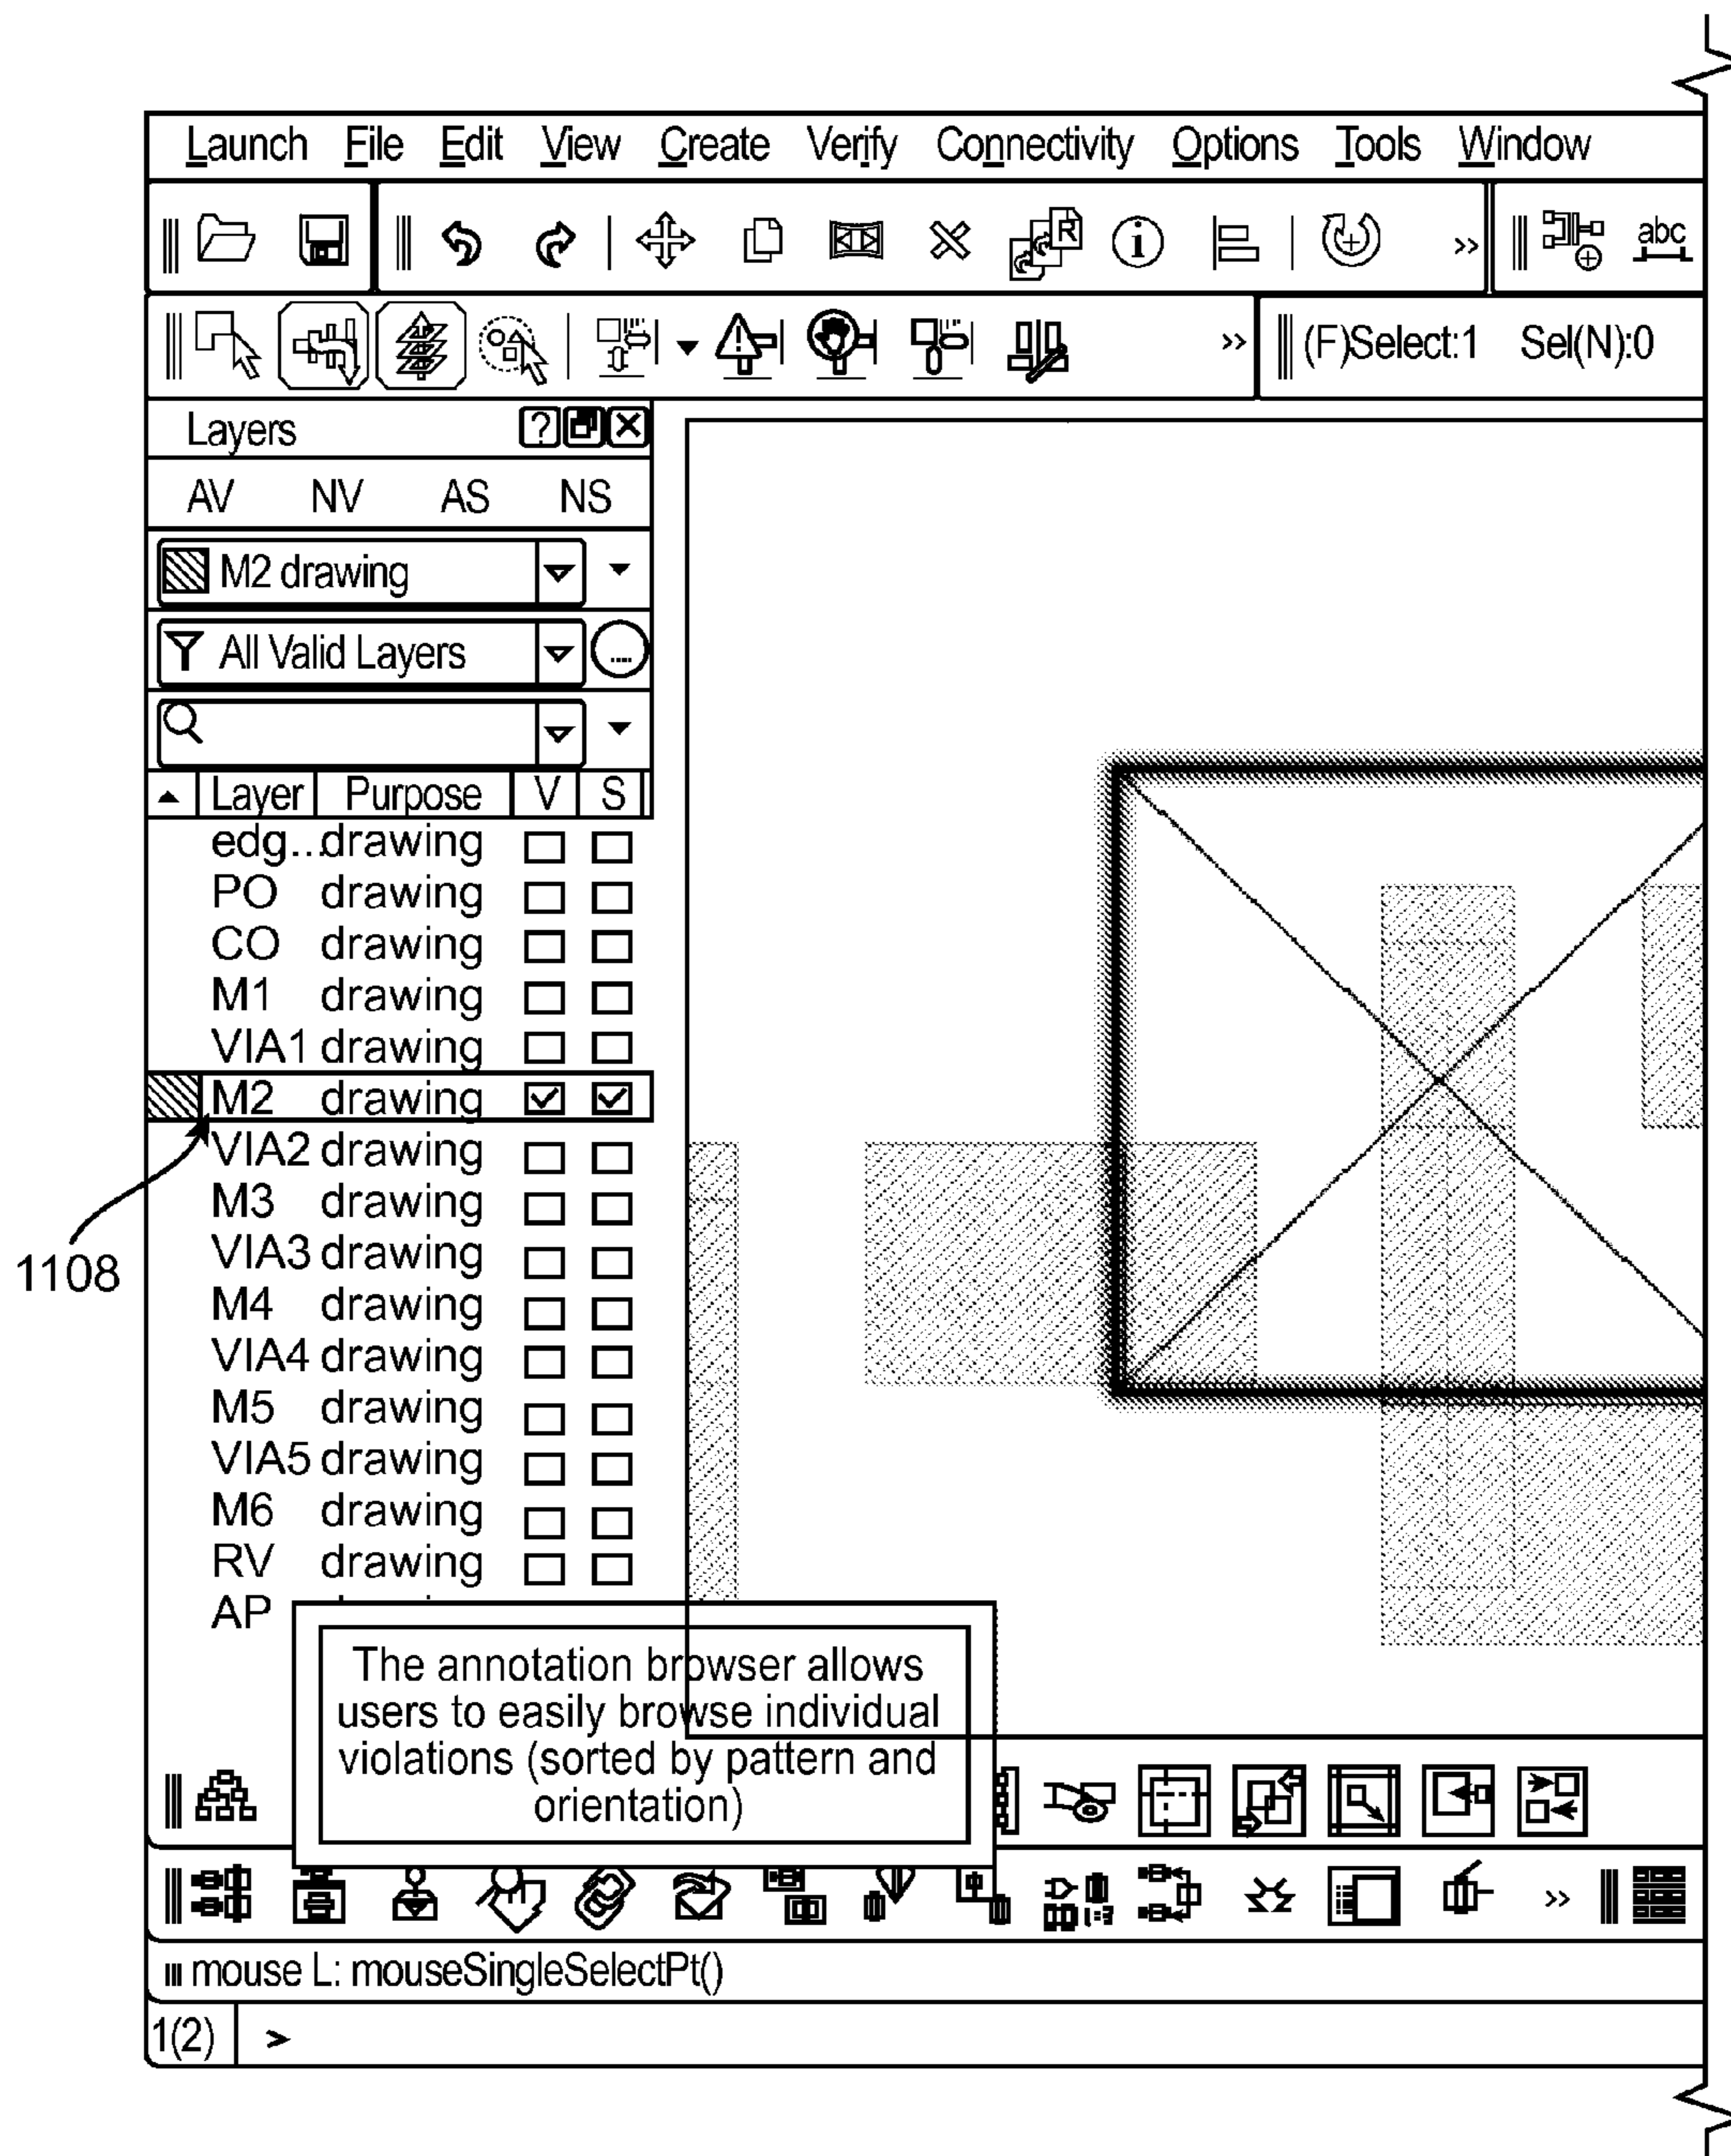 Launch File Edit View Create Verify Connectivity Options Tools Window
R i abc
(F)Select:1 Sel(N):0
Layers ?
AV NV AS NS
M2 drawing
All Valid Layers ....
Layer Purpose V S
edg... drawing
PO drawing
CO drawing
M1 drawing
VIA1 drawing
M2 drawing
VIA2 drawing
M3 drawing
VIA3 drawing
M4 drawing
VIA4 drawing
M5 drawing
VIA5 drawing
M6 drawing
RV drawing
AP
1108
The annotation browser allows
users to easily browse individual
violations (sorted by pattern and
orientation)
mouse L: mouseSingleSelectPt()
1(2) >